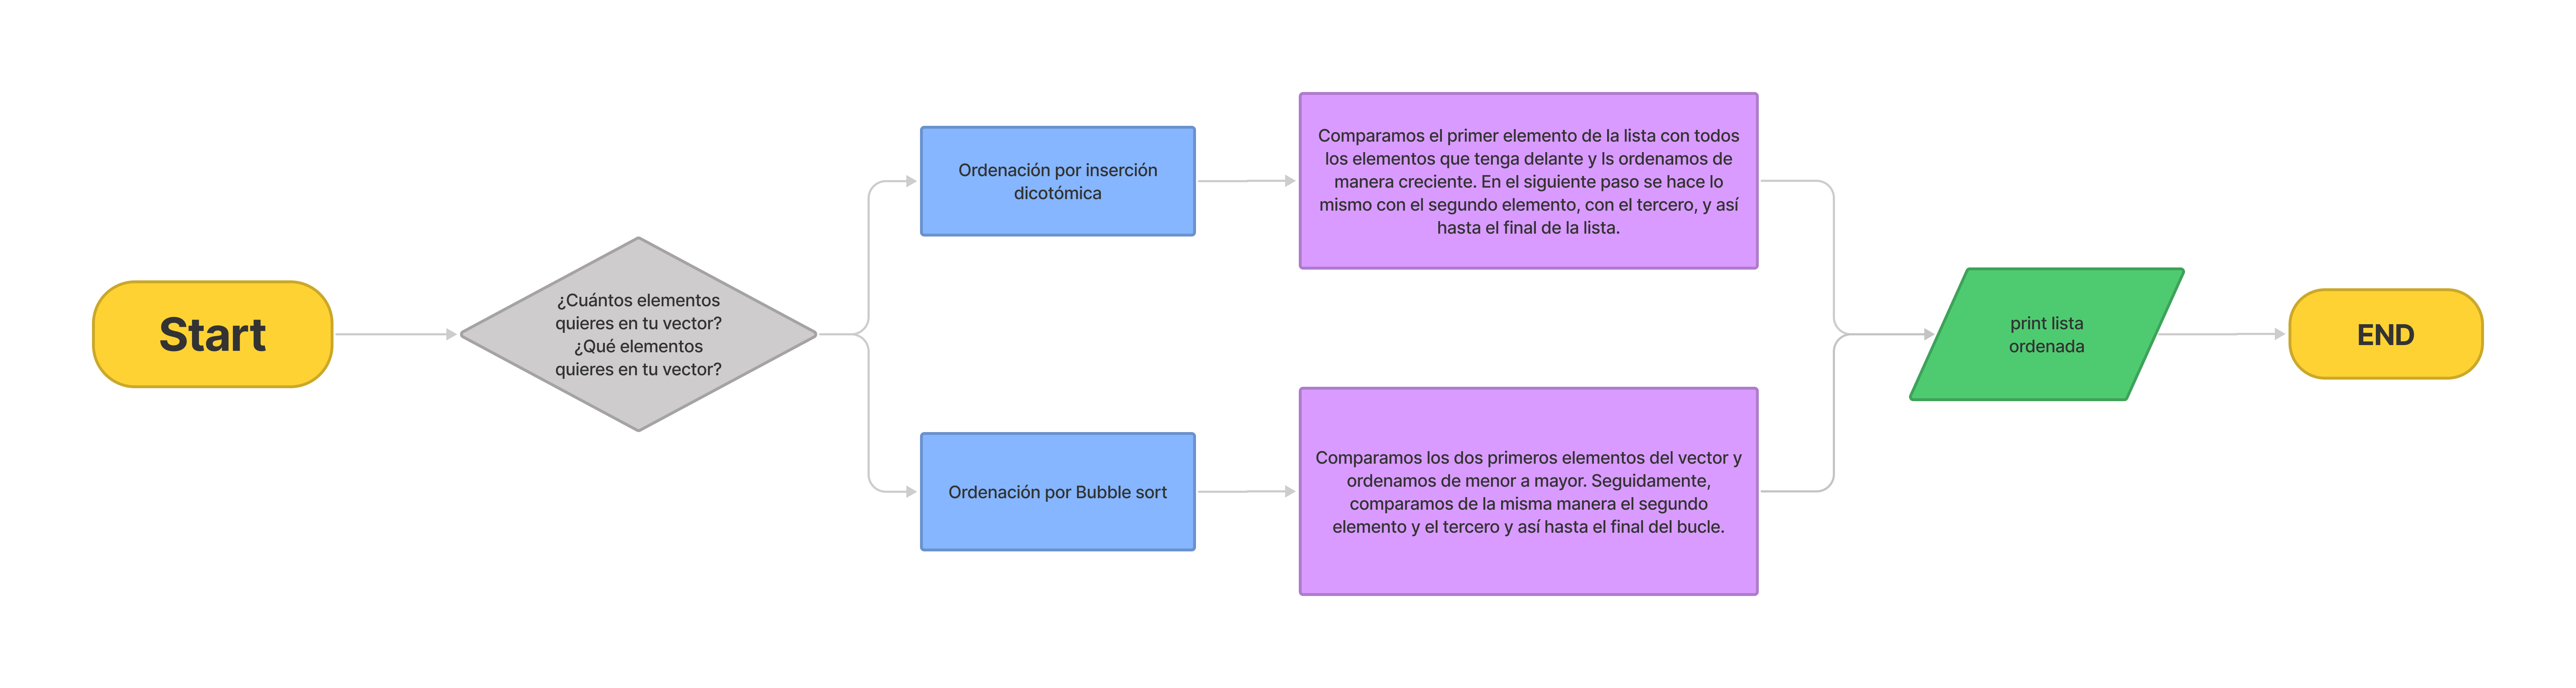 Start
¿Cuántos elementos
quieres en tu vector?
¿Qué elementos
quieres en tu vector?
Ordenación por inserción
dicotómica
Comparamos el primer elemento de la lista con todos
los elementos que tenga delante y ls ordenamos de
manera creciente. En el siguiente paso se hace lo
mismo con el segundo elemento, con el tercero, y así
hasta el final de la lista.
Ordenación por Bubble sort
Comparamos los dos primeros elementos del vector y
ordenamos de menor a mayor. Seguidamente,
comparamos de la misma manera el segundo
elemento y el tercero y así hasta el final del bucle.
print lista
ordenada
END